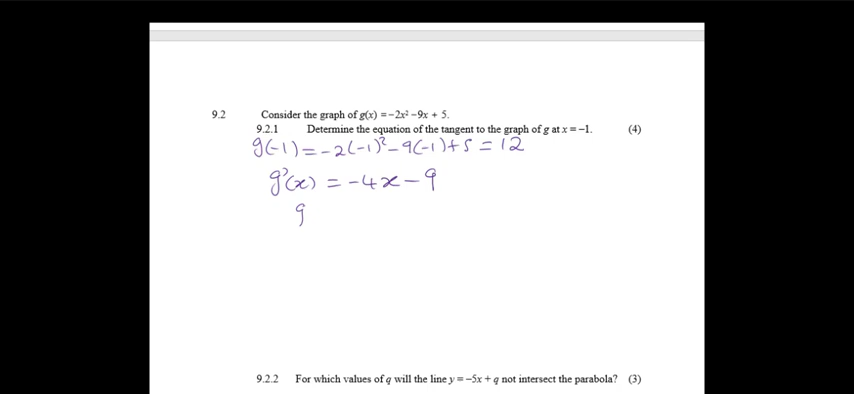 9.2 Consider the graph of g(x) = –2x² –9x + 5.
9.2.1 Determine the equation of the tangent to the graph of g at x = –1. (4)
g(-1) = -2(-1)² - 9(-1) + 5 = 12
g'(x) = -4x - 9
g
9.2.2 For which values of q will the line y = –5x + q not intersect the parabola? (3)